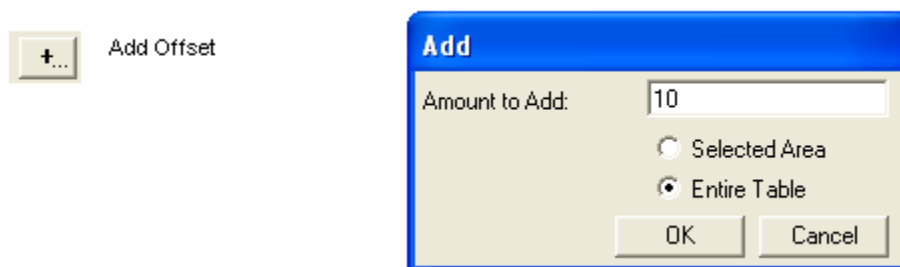 +... Add Offset
Add
Amount to Add: 10
Selected Area
Entire Table
OK Cancel